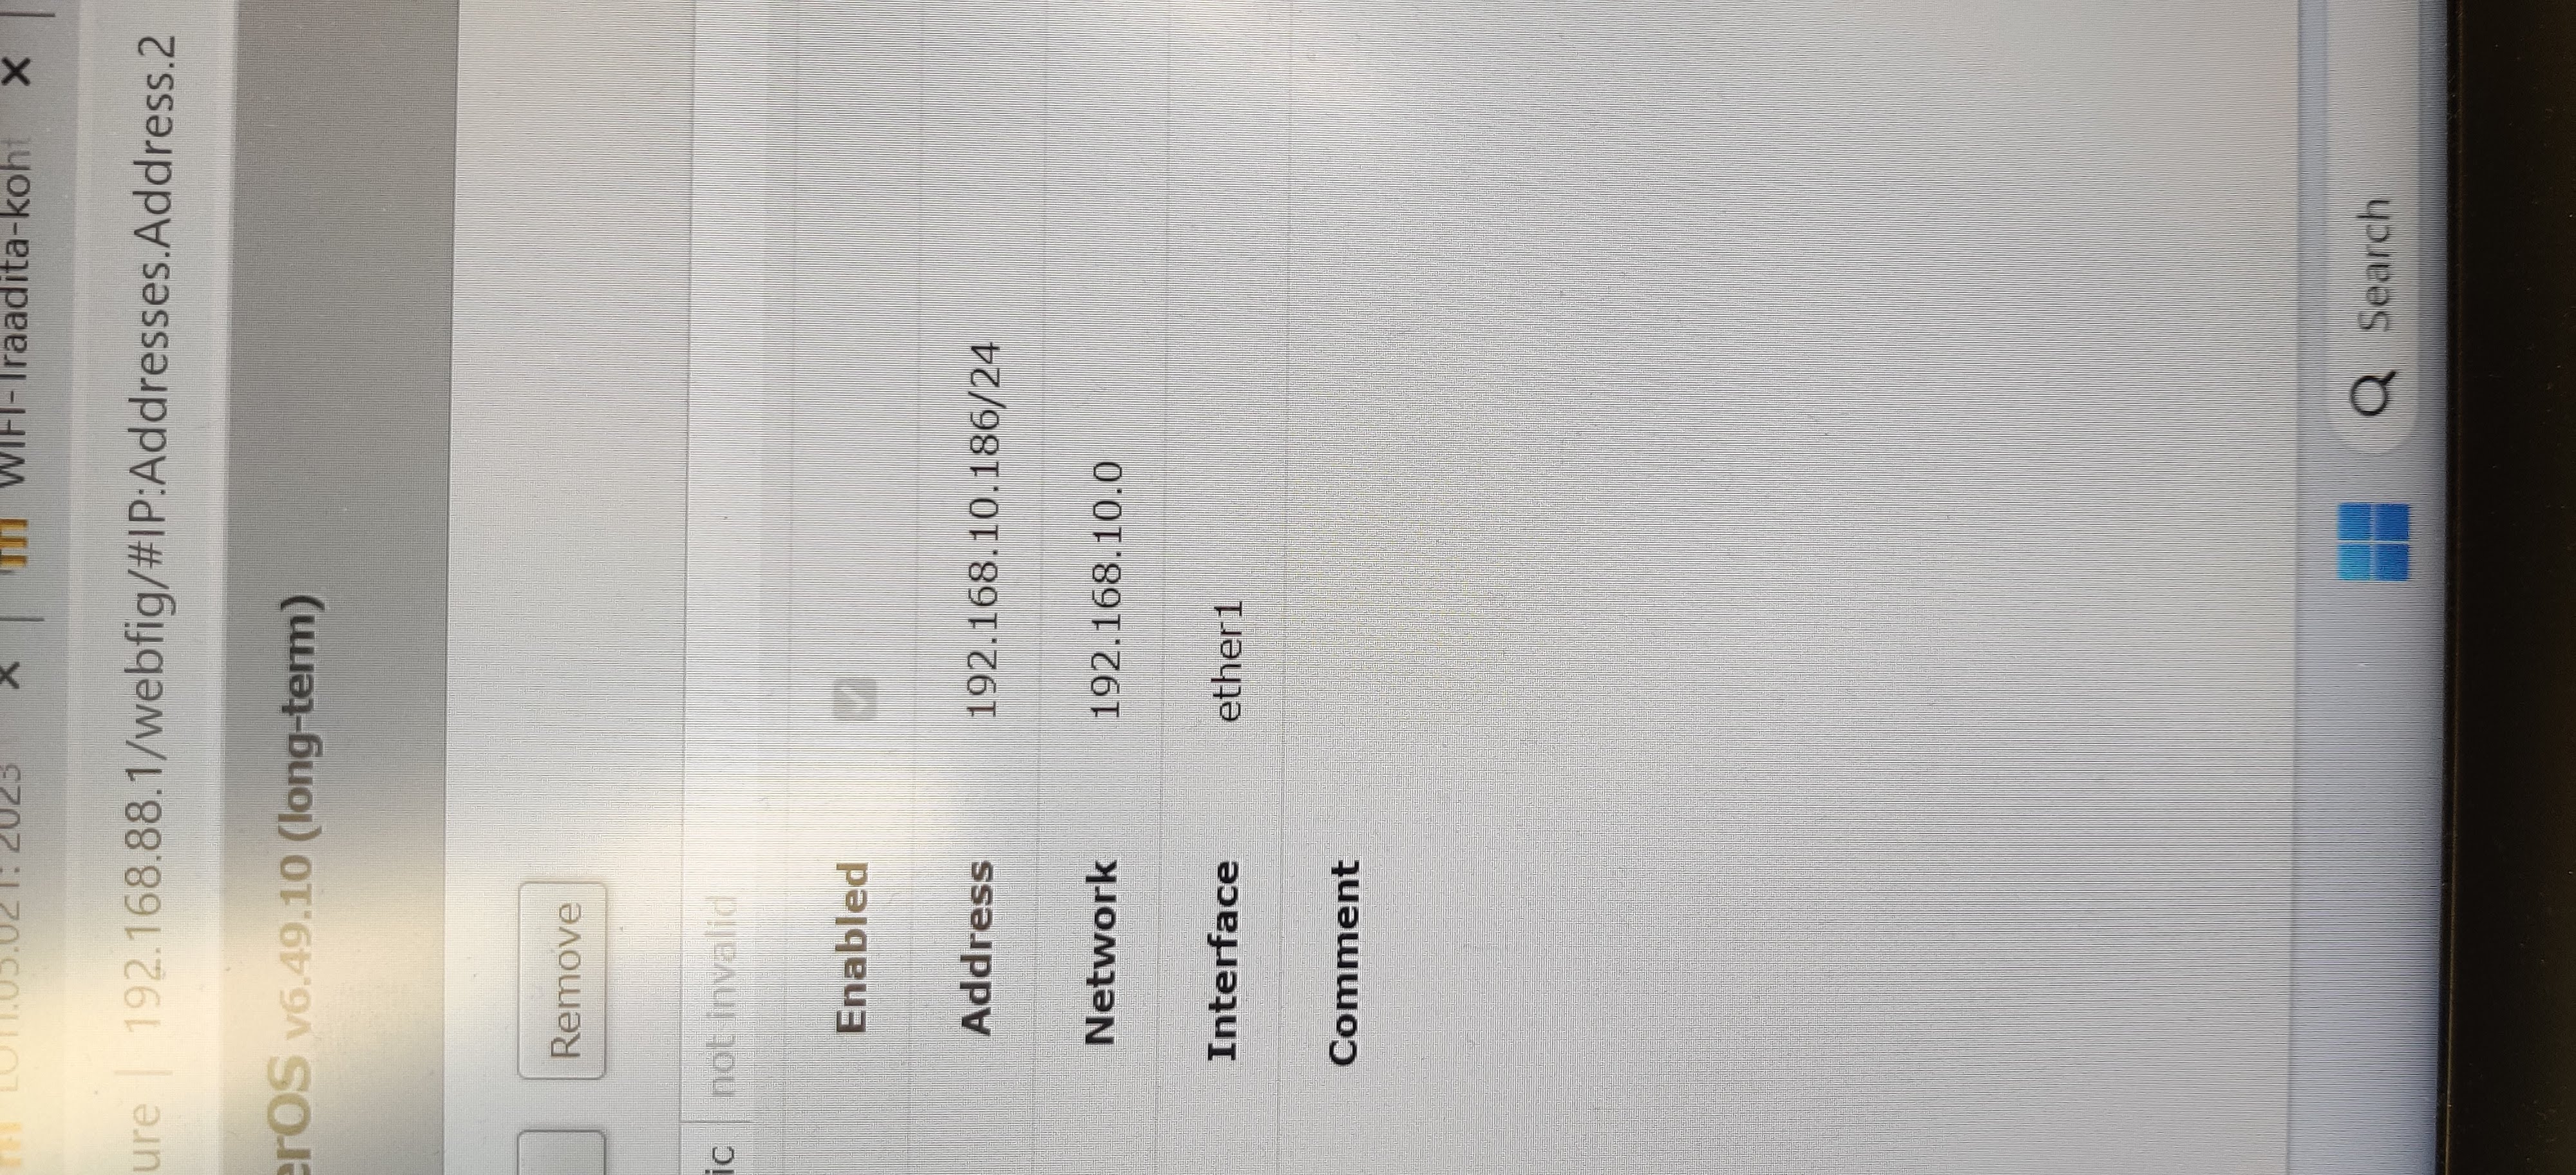 LOTI.05.021: 2023 × WIFI-Traadita-koht ×
ure 192.168.88.1/webfig/#IP:Addresses.Address.2
erOS v6.49.10 (long-term)
Remove
ic not invalid
Enabled
Address 192.168.10.186/24
Network 192.168.10.0
Interface ether1
Comment
Search